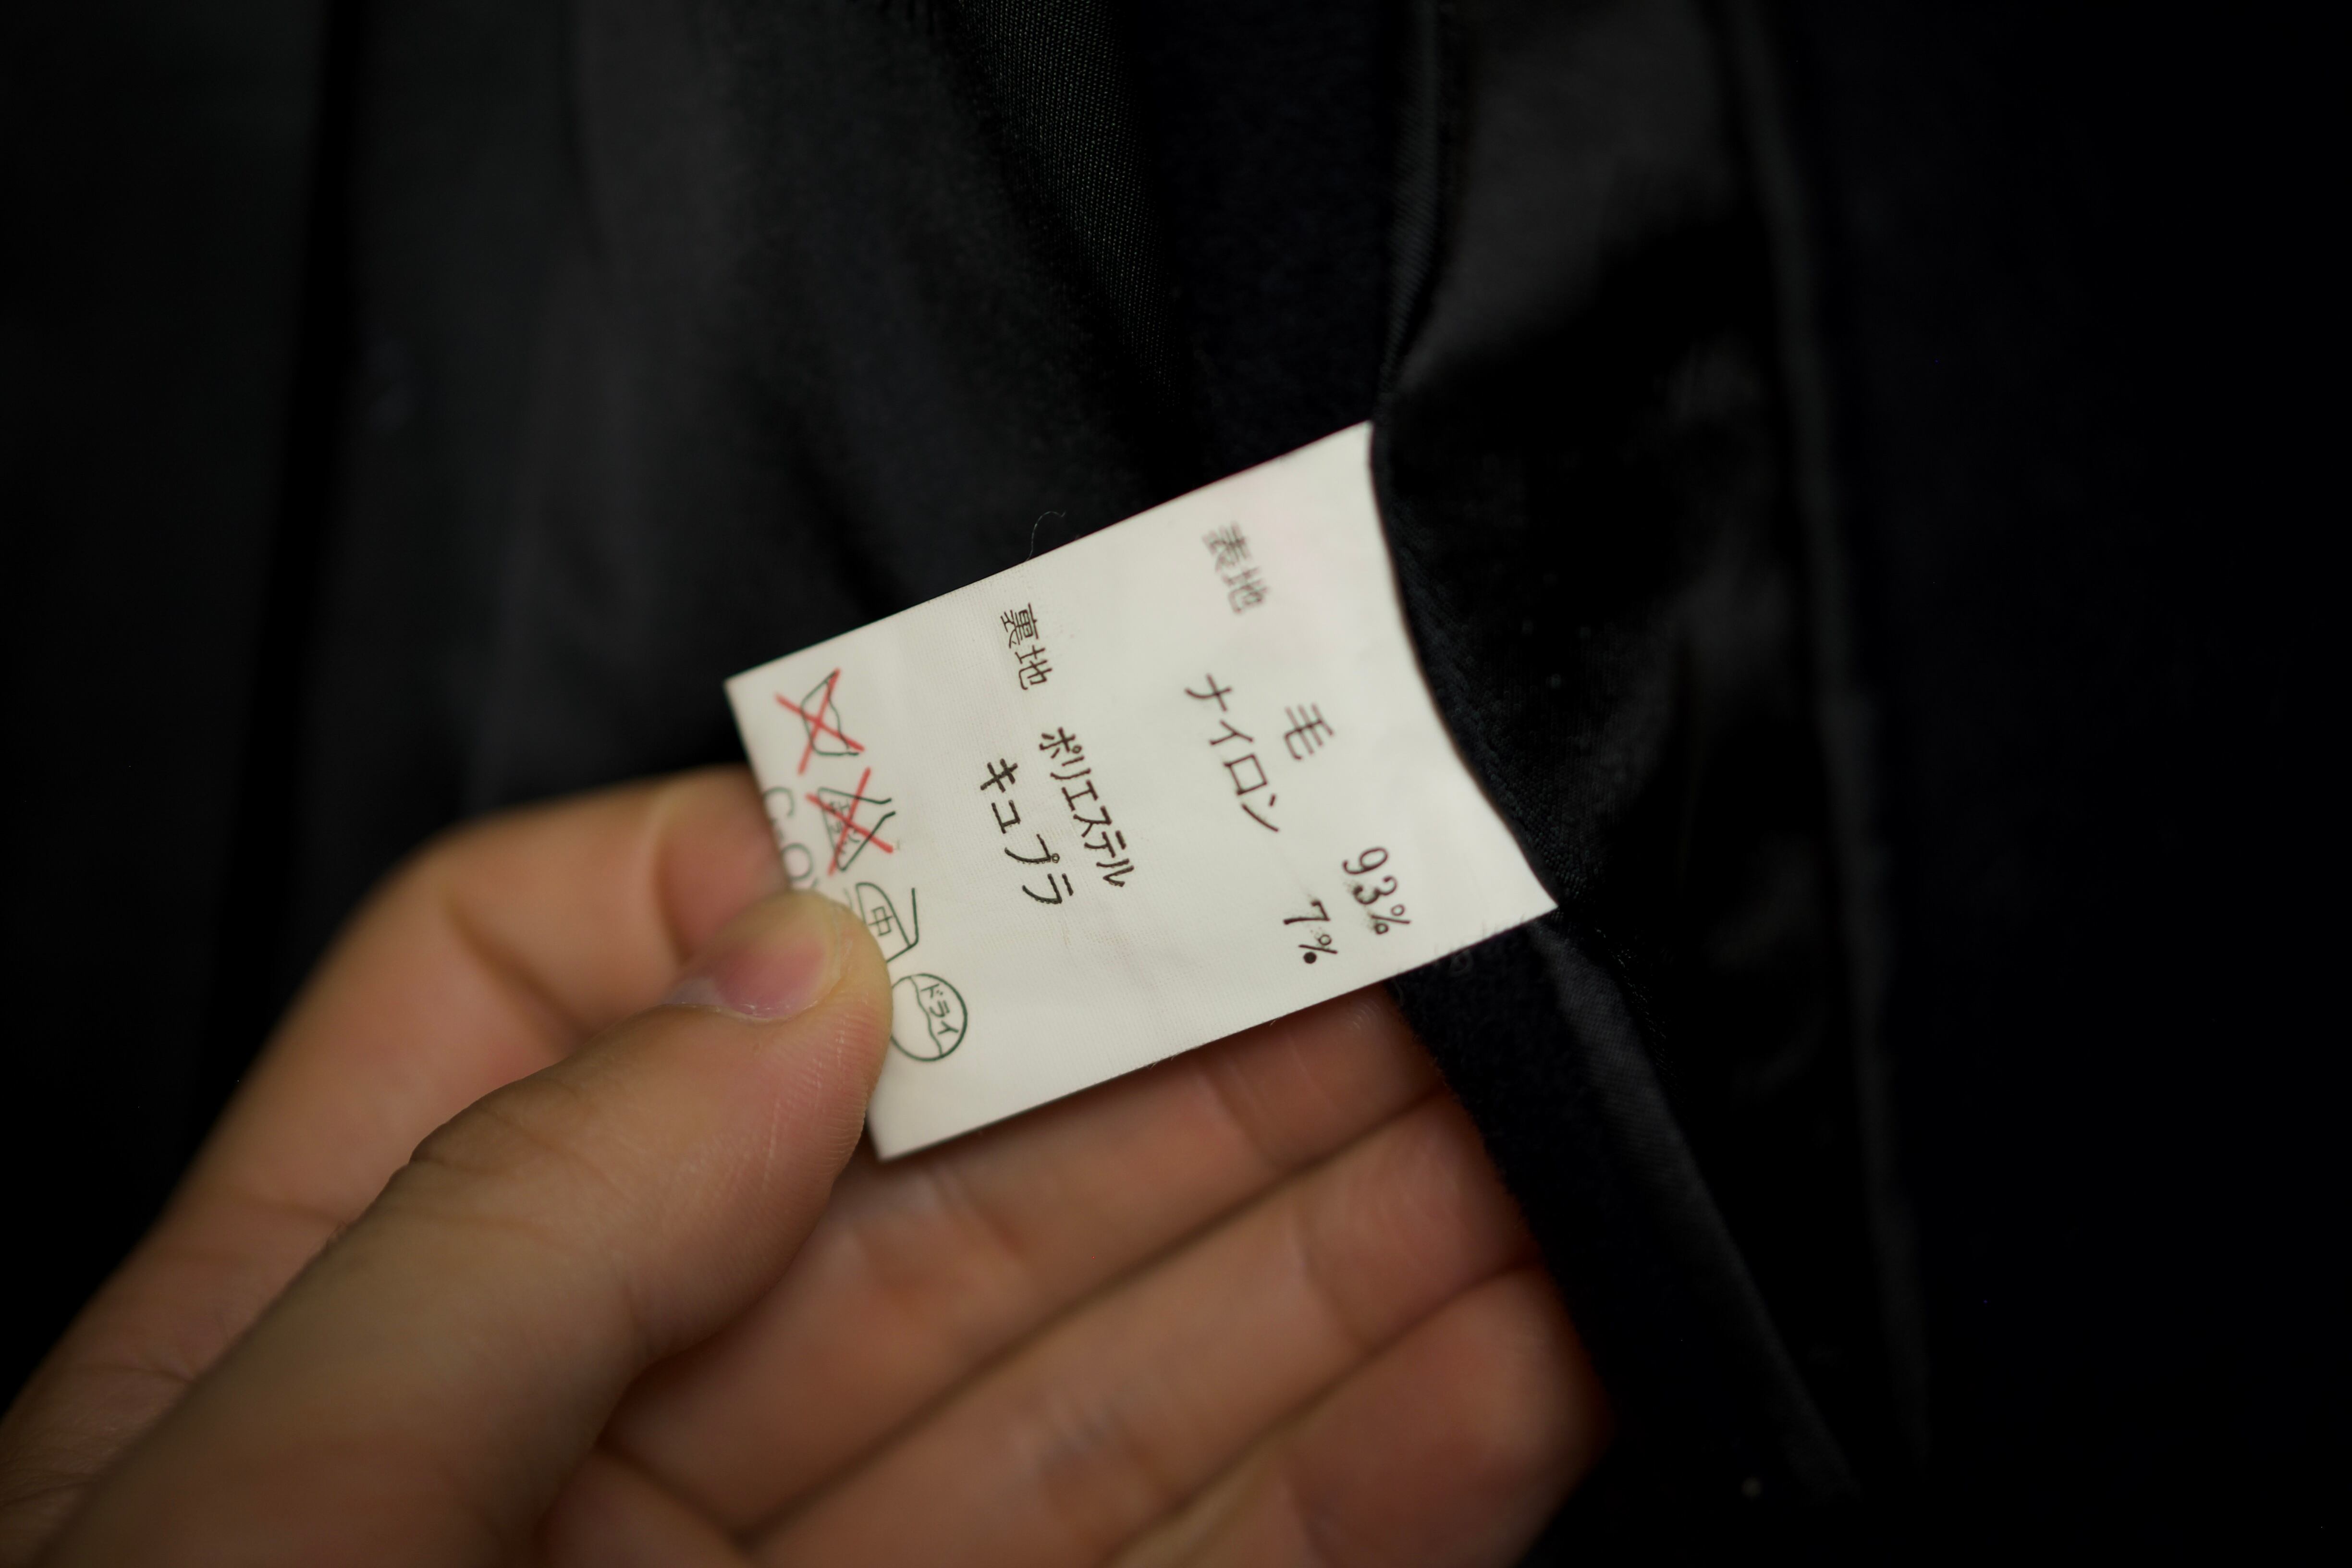 表地
毛 93%
ナイロン 7%
裏地
ポリエステル
キュプラ
中
ドライ